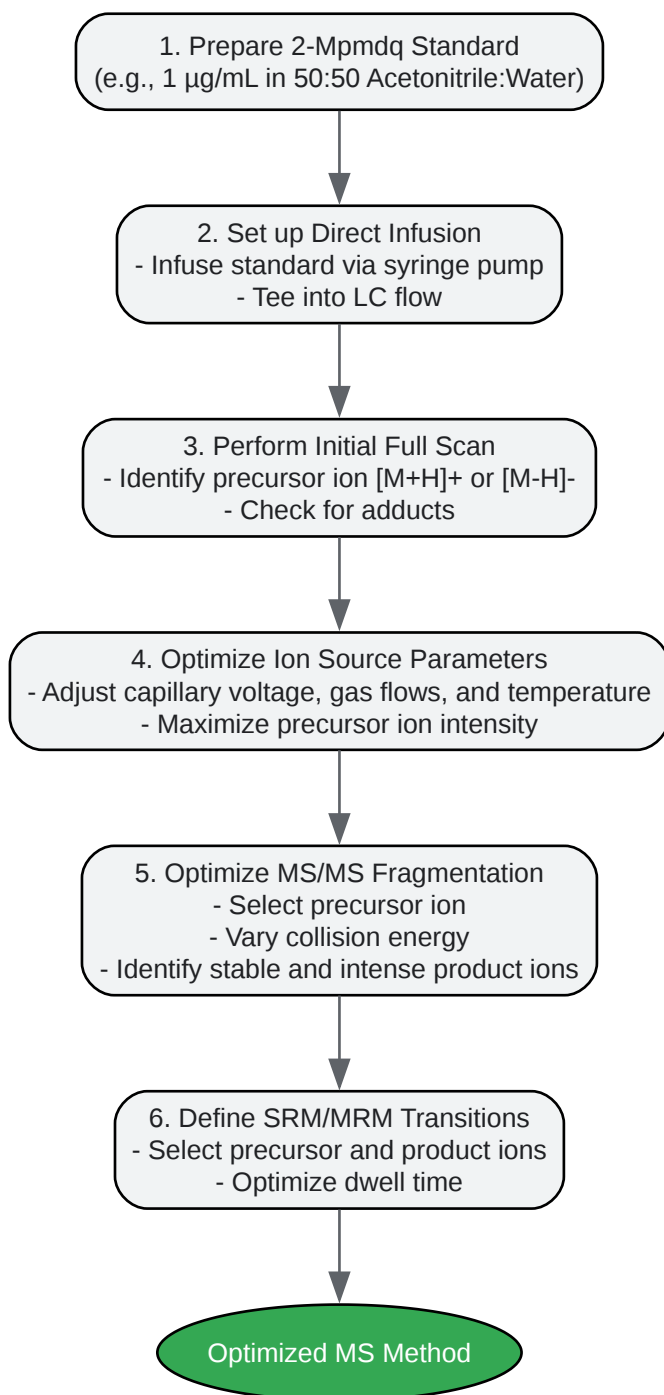 1. Prepare 2-Mpmdq Standard
(e.g., 1 µg/mL in 50:50 Acetonitrile:Water)
2. Set up Direct Infusion
- Infuse standard via syringe pump
- Tee into LC flow
3. Perform Initial Full Scan
- Identify precursor ion [M+H]+ or [M-H]-
- Check for adducts
4. Optimize Ion Source Parameters
- Adjust capillary voltage, gas flows, and temperature
- Maximize precursor ion intensity
5. Optimize MS/MS Fragmentation
- Select precursor ion
- Vary collision energy
- Identify stable and intense product ions
6. Define SRM/MRM Transitions
- Select precursor and product ions
- Optimize dwell time
Optimized MS Method